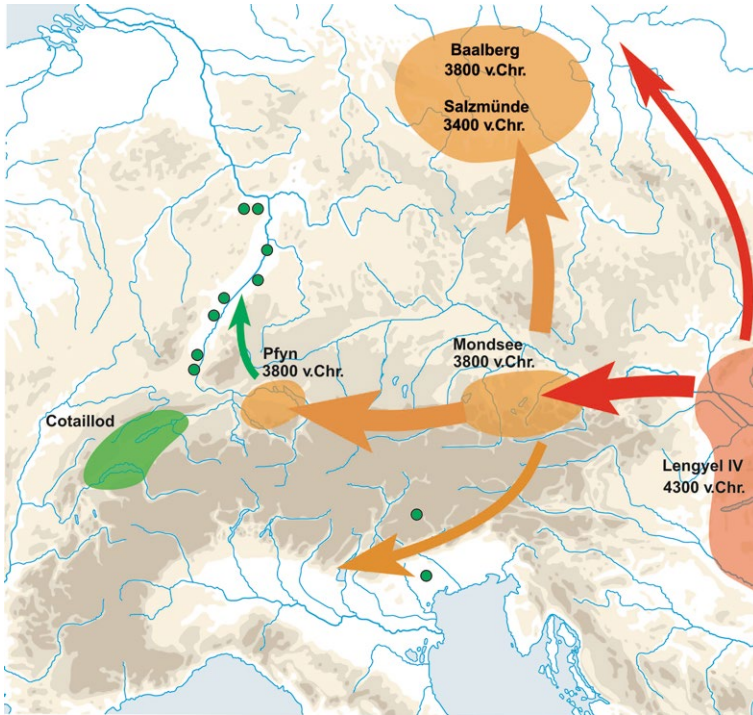 Baalberg
3800 v.Chr.
Salzmünde
3400 v.Chr.
Pfyn
3800 v.Chr.
Mondsee
3800 v.Chr.
Cotaillod
Lengyel IV
4300 v.Chr.